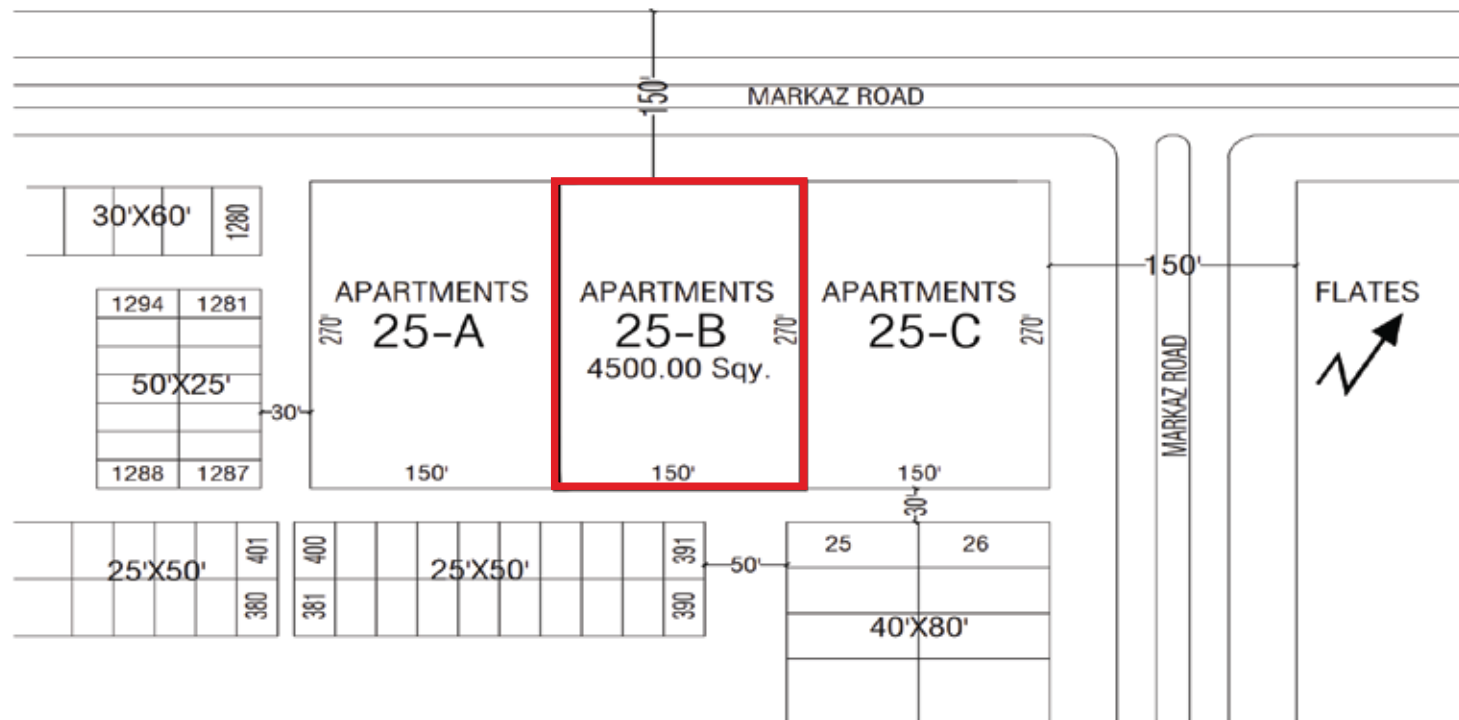 150'
MARKAZ ROAD
30'X60'
1280
1294
1281
50'X25'
1288
1287
30'
APARTMENTS
25-A
270'
150'
APARTMENTS
25-B
4500.00 Sqy.
270'
150'
APARTMENTS
25-C
270'
150'
150'
MARKAZ ROAD
FLATES
30'
25'X50'
401
380
400
381
25'X50'
391
390
50'
25
26
40'X80'